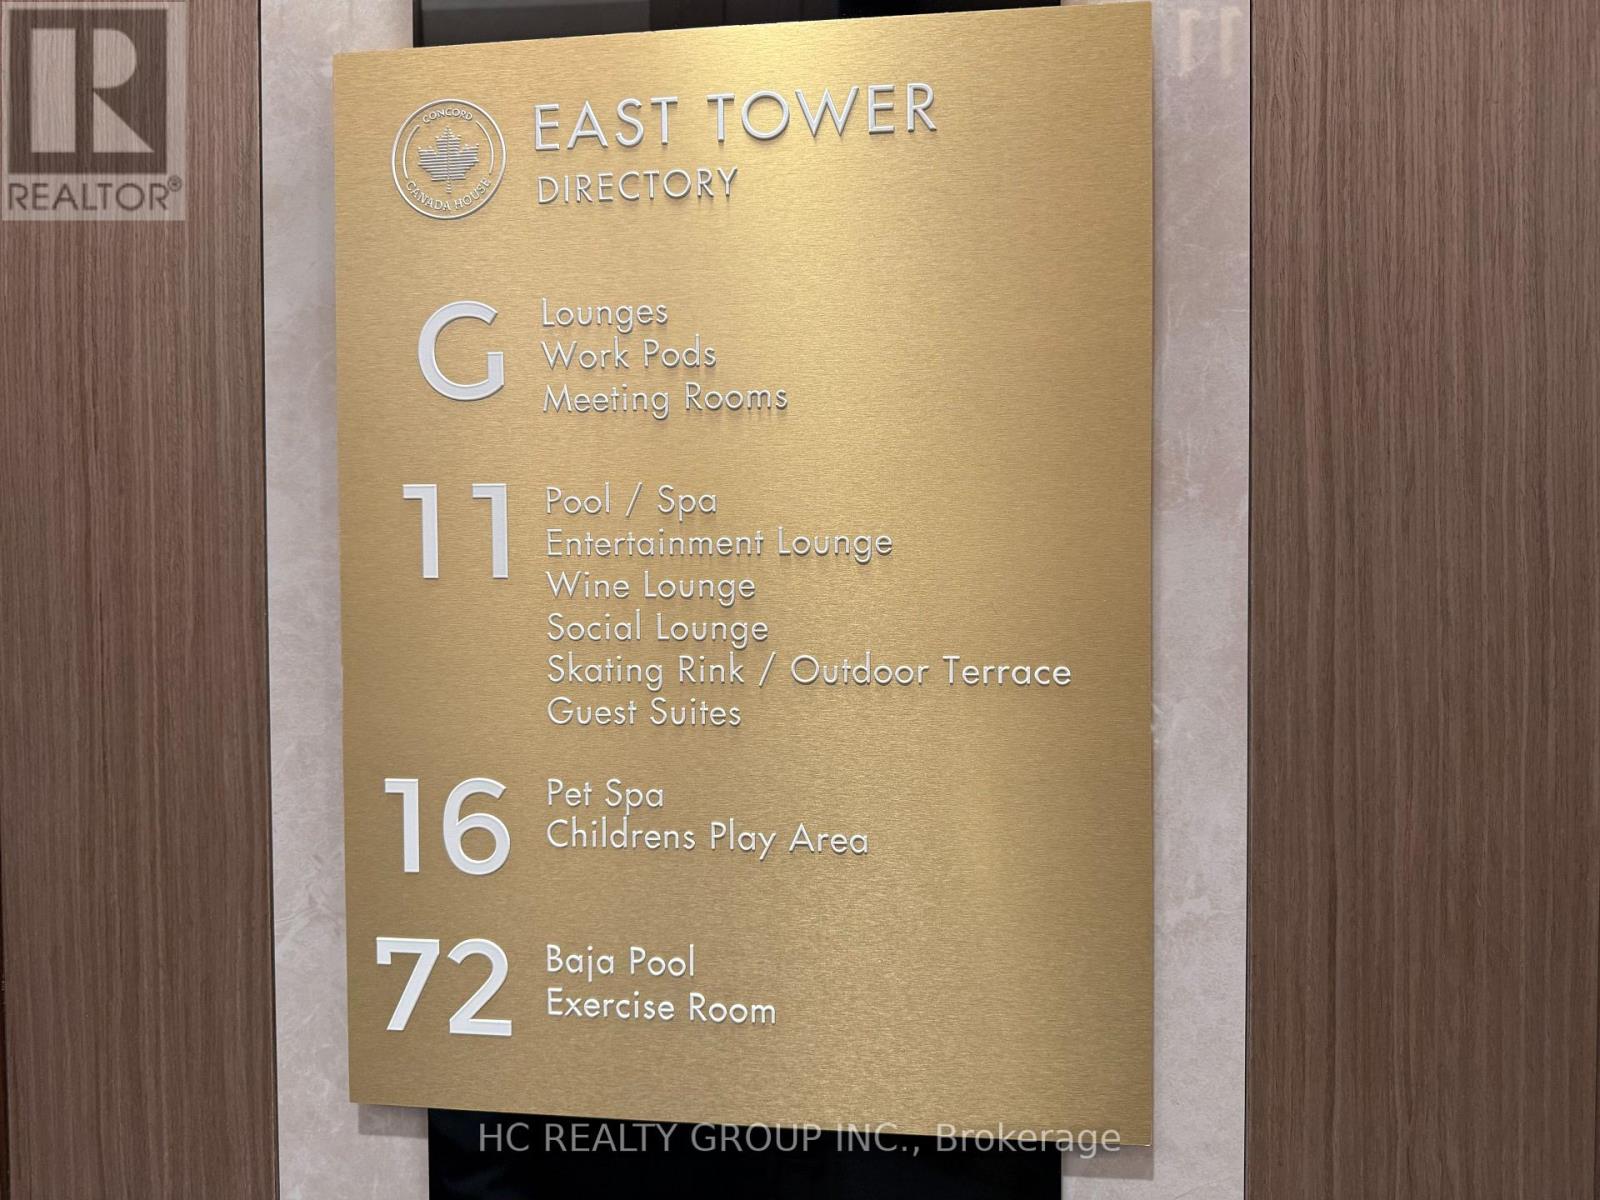 REALTOR®
CONCORD
CANADA HOUSE
EAST TOWER
DIRECTORY
G
Lounges
Work Pods
Meeting Rooms
11
Pool / Spa
Entertainment Lounge
Wine Lounge
Social Lounge
Skating Rink / Outdoor Terrace
Guest Suites
16
Pet Spa
Childrens Play Area
72
Baja Pool
Exercise Room
11
HC REALTY GROUP INC., Brokerage